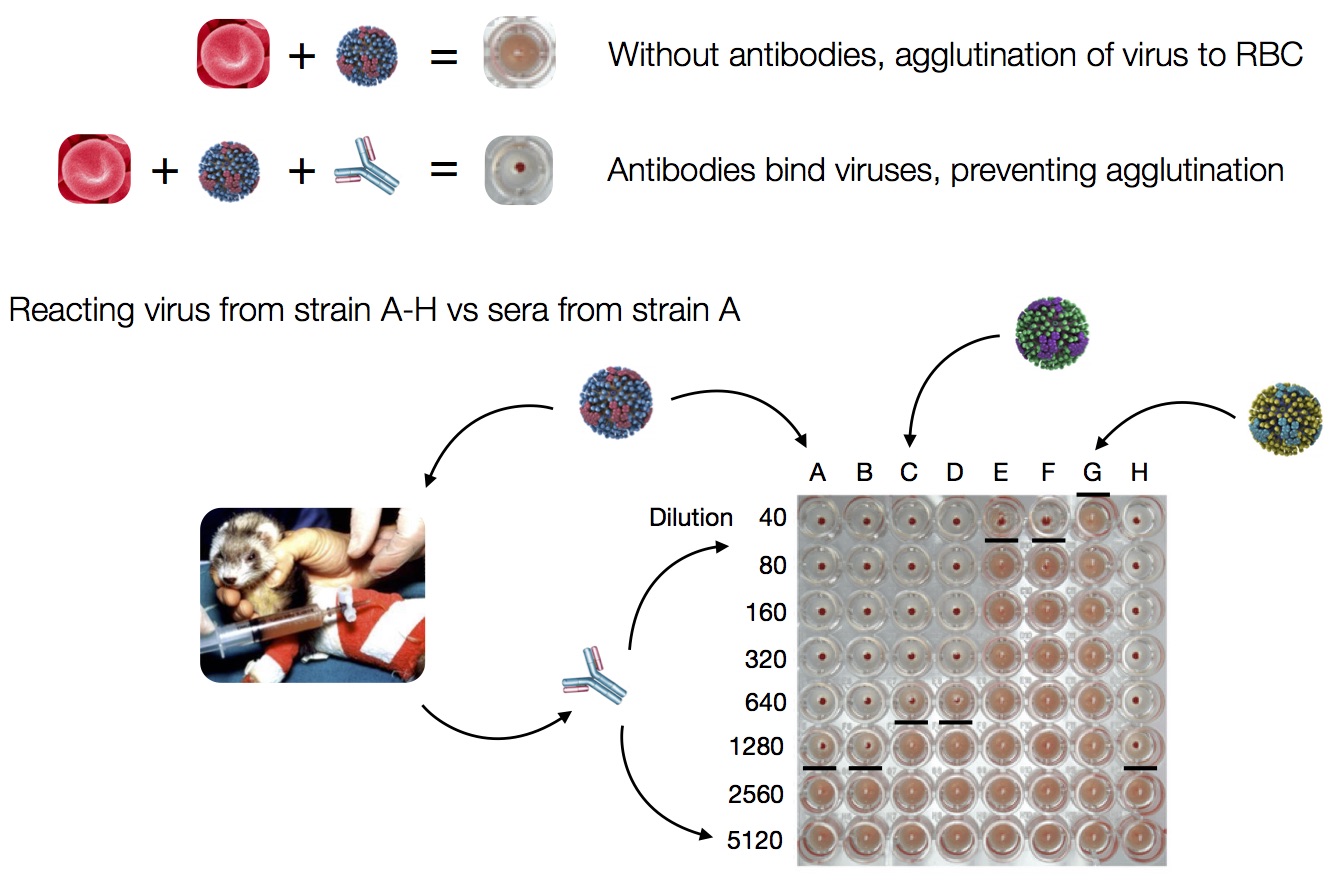 + =
Without antibodies, agglutination of virus to RBC
+ + =
Antibodies bind viruses, preventing agglutination
Reacting virus from strain A-H vs sera from strain A
A B C D E F G H
Dilution 40
80
160
320
640
1280
2560
5120